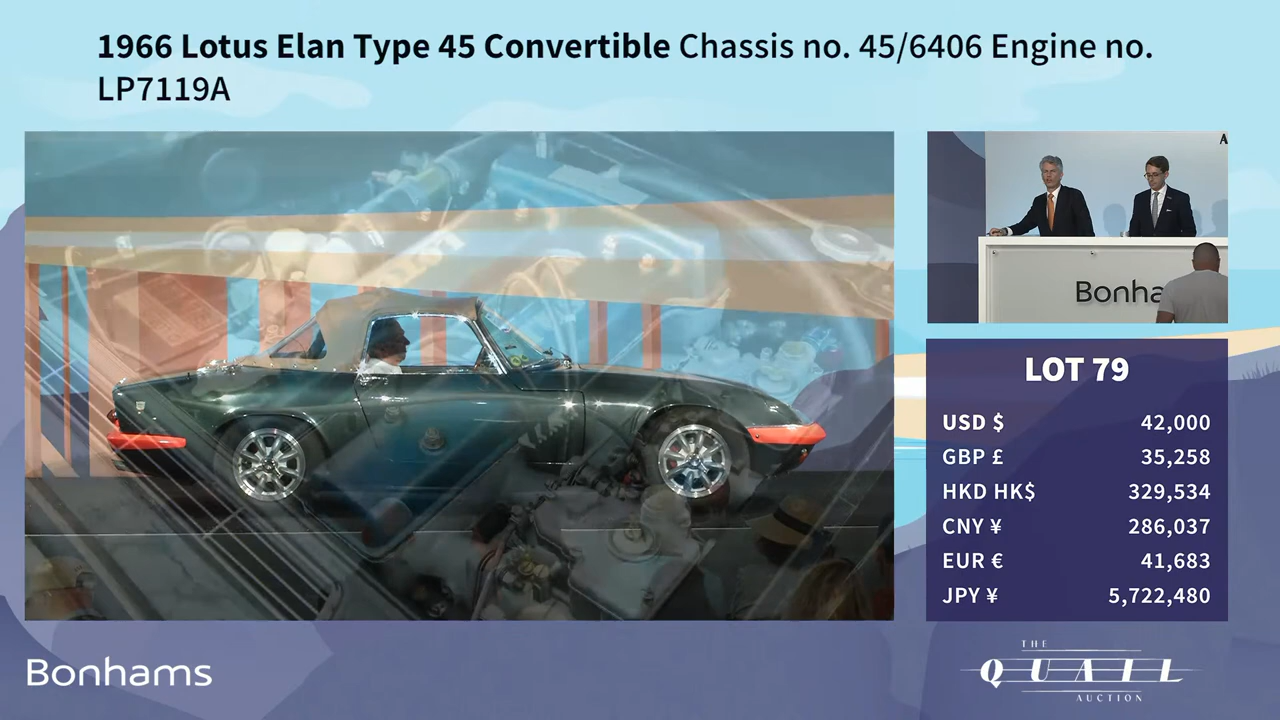 1966 Lotus Elan Type 45 Convertible Chassis no. 45/6406 Engine no.
LP7119A
A
Bonha
LOT 79
USD $ 42,000
GBP £ 35,258
HKD HK$ 329,534
CNY ¥ 286,037
EUR € 41,683
JPY ¥ 5,722,480
Bonhams
THE
QUAIL
AUCTION